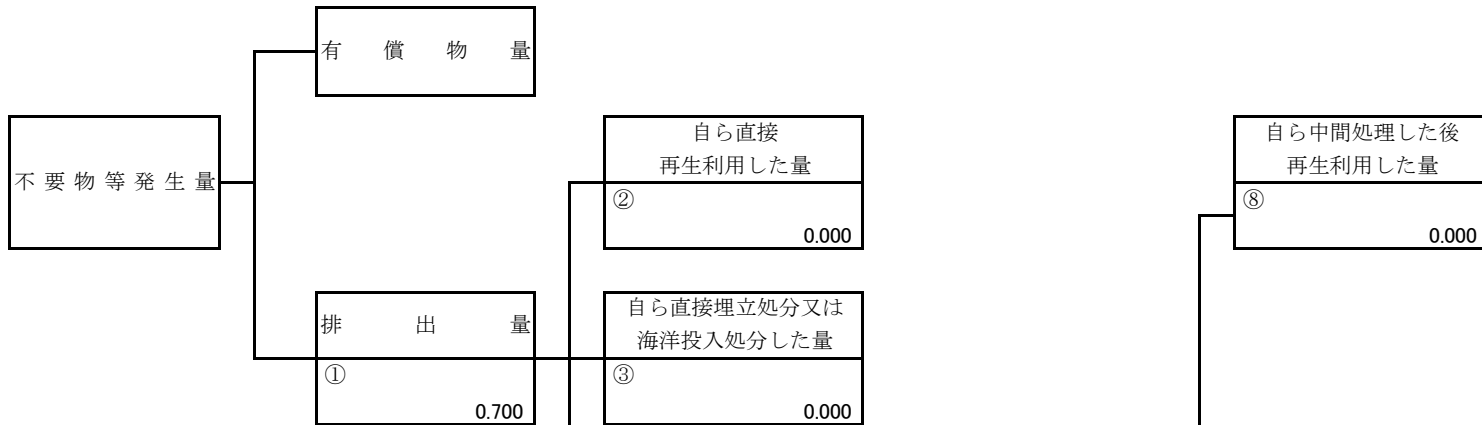 有償物量
不要物等発生量
自ら直接
再生利用した量
②
0.000
自ら中間処理した後
再生利用した量
⑧
0.000
排出量
①
0.700
自ら直接埋立処分又は
海洋投入処分した量
③
0.000